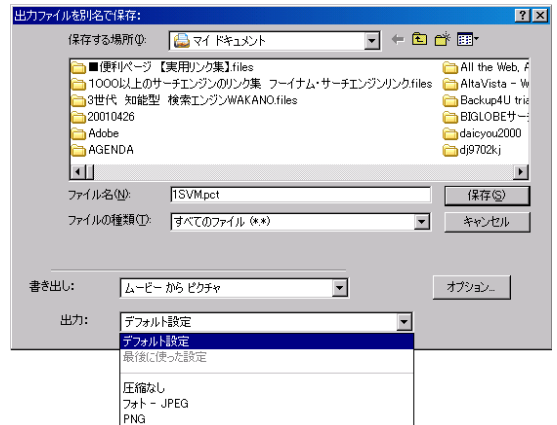 出力ファイルを別名で保存:
保存する場所(I):
マイ ドキュメント
■便利ページ 【実用リンク集】.files
1000以上のサーチエンジンのリンク集 フーイナム・サーチエンジンリンク.files
3世代 知能型 検索エンジンWAKANO.files
20010426
Adobe
AGENDA
All the Web, A
AltaVista - W
Backup4U tria
BIGLOBEサー
daicyou2000
dj9702kj
ファイル名(N):
1SVM.pct
保存(S)
ファイルの種類(T):
すべてのファイル (*.*)
キャンセル
書き出し:
ムービー から ピクチャ
オプション...
出力:
デフォルト設定
デフォルト設定
最後に使った設定
圧縮なし
フォト - JPEG
PNG